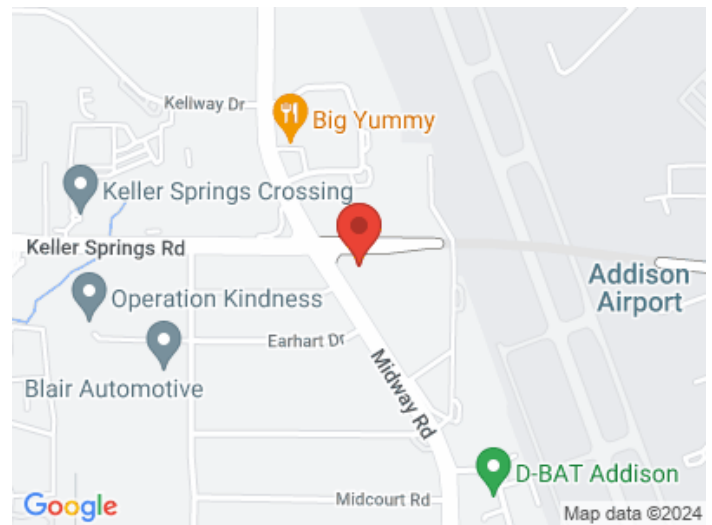 Kellway Dr
Big Yummy
Keller Springs Crossing
Keller Springs Rd
Addison
Airport
Operation Kindness
Earhart Dr
Blair Automotive
Midway Rd
D-BAT Addison
Midcourt Rd
Google
Map data ©2024